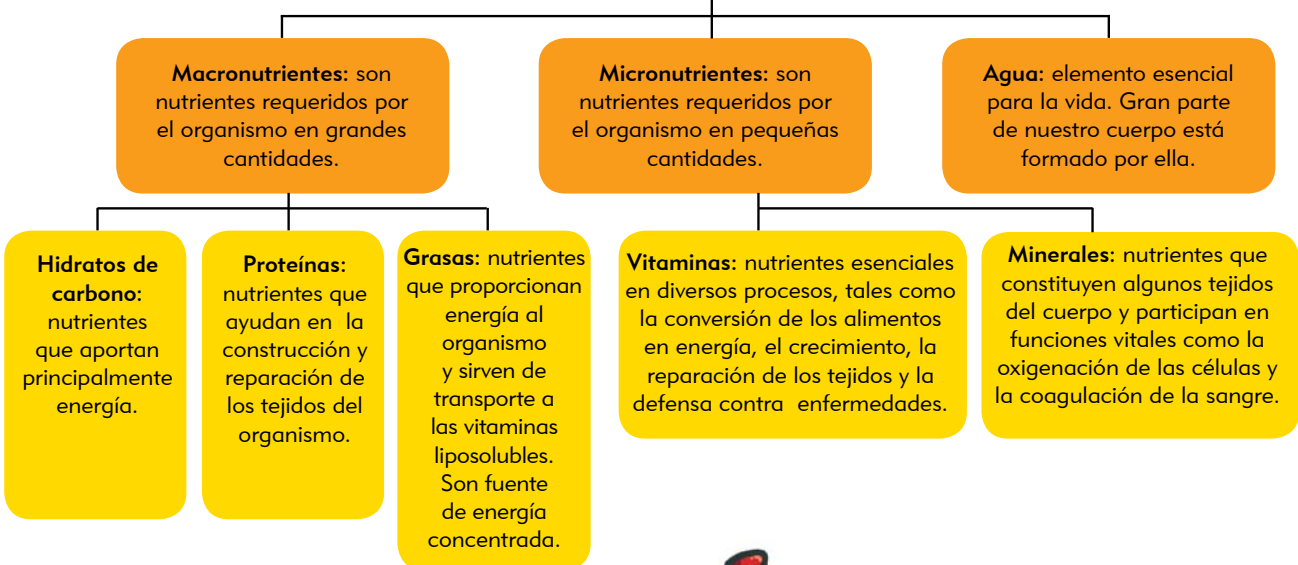 Macronutrientes: son
nutrientes requeridos por
el organismo en grandes
cantidades.
Micronutrientes: son
nutrientes requeridos por
el organismo en pequeñas
cantidades.
Agua: elemento esencial
para la vida. Gran parte
de nuestro cuerpo está
formado por ella.
Hidratos de
carbono:
nutrientes
que aportan
principalmente
energía.
Proteínas:
nutrientes que
ayudan en la
construcción y
reparación de
los tejidos del
organismo.
Grasas: nutrientes
que proporcionan
energía al
organismo
y sirven de
transporte a
las vitaminas
liposolubles.
Son fuente
de energía
concentrada.
Vitaminas: nutrientes esenciales
en diversos procesos, tales como
la conversión de los alimentos
en energía, el crecimiento, la
reparación de los tejidos y la
defensa contra enfermedades.
Minerales: nutrientes que
constituyen algunos tejidos
del cuerpo y participan en
funciones vitales como la
oxigenación de las células y
la coagulación de la sangre.